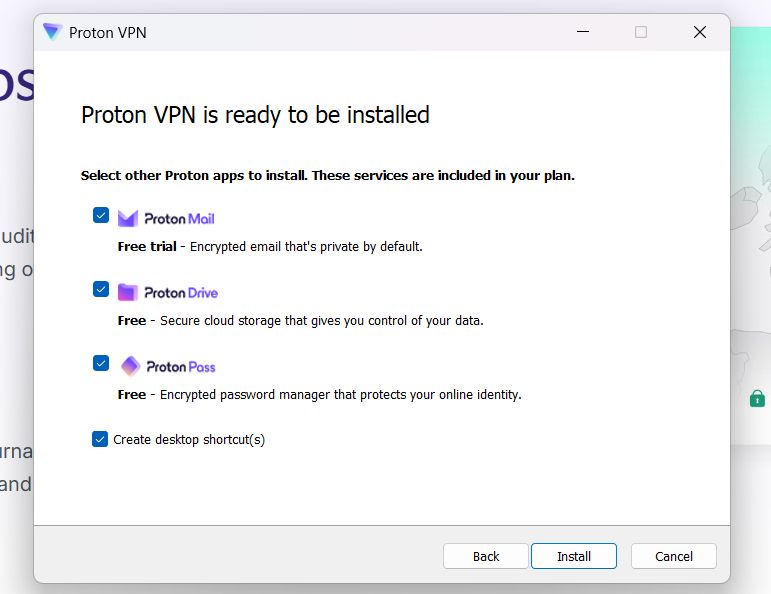 Proton VPN
Proton VPN is ready to be installed
Select other Proton apps to install. These services are included in your plan.
Proton Mail
Free trial - Encrypted email that's private by default.
Proton Drive
Free - Secure cloud storage that gives you control of your data.
Proton Pass
Free - Encrypted password manager that protects your online identity.
Create desktop shortcut(s)
and
Back
Install
Cancel